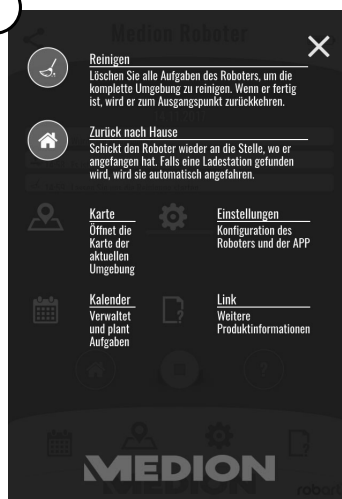 Medion Roboter
Reinigen
Löschen Sie alle Aufgaben des Roboters, um die
komplette Umgebung zu reinigen. Wenn er fertig
ist, wird er zum Ausgangspunkt zurückkehren.
Zurück nach Hause
Schickt den Roboter wieder an die Stelle, wo er
angefangen hat. Falls eine Ladestation gefunden
wird, wird sie automatisch angefahren.
Karte
Öffnet die
Karte der
aktuellen
Umgebung
Einstellungen
Konfiguration des
Roboters und der APP
Kalender
Verwaltet
und plant
Aufgaben
Link
Weitere
Produktinformationen
MEDION
robart